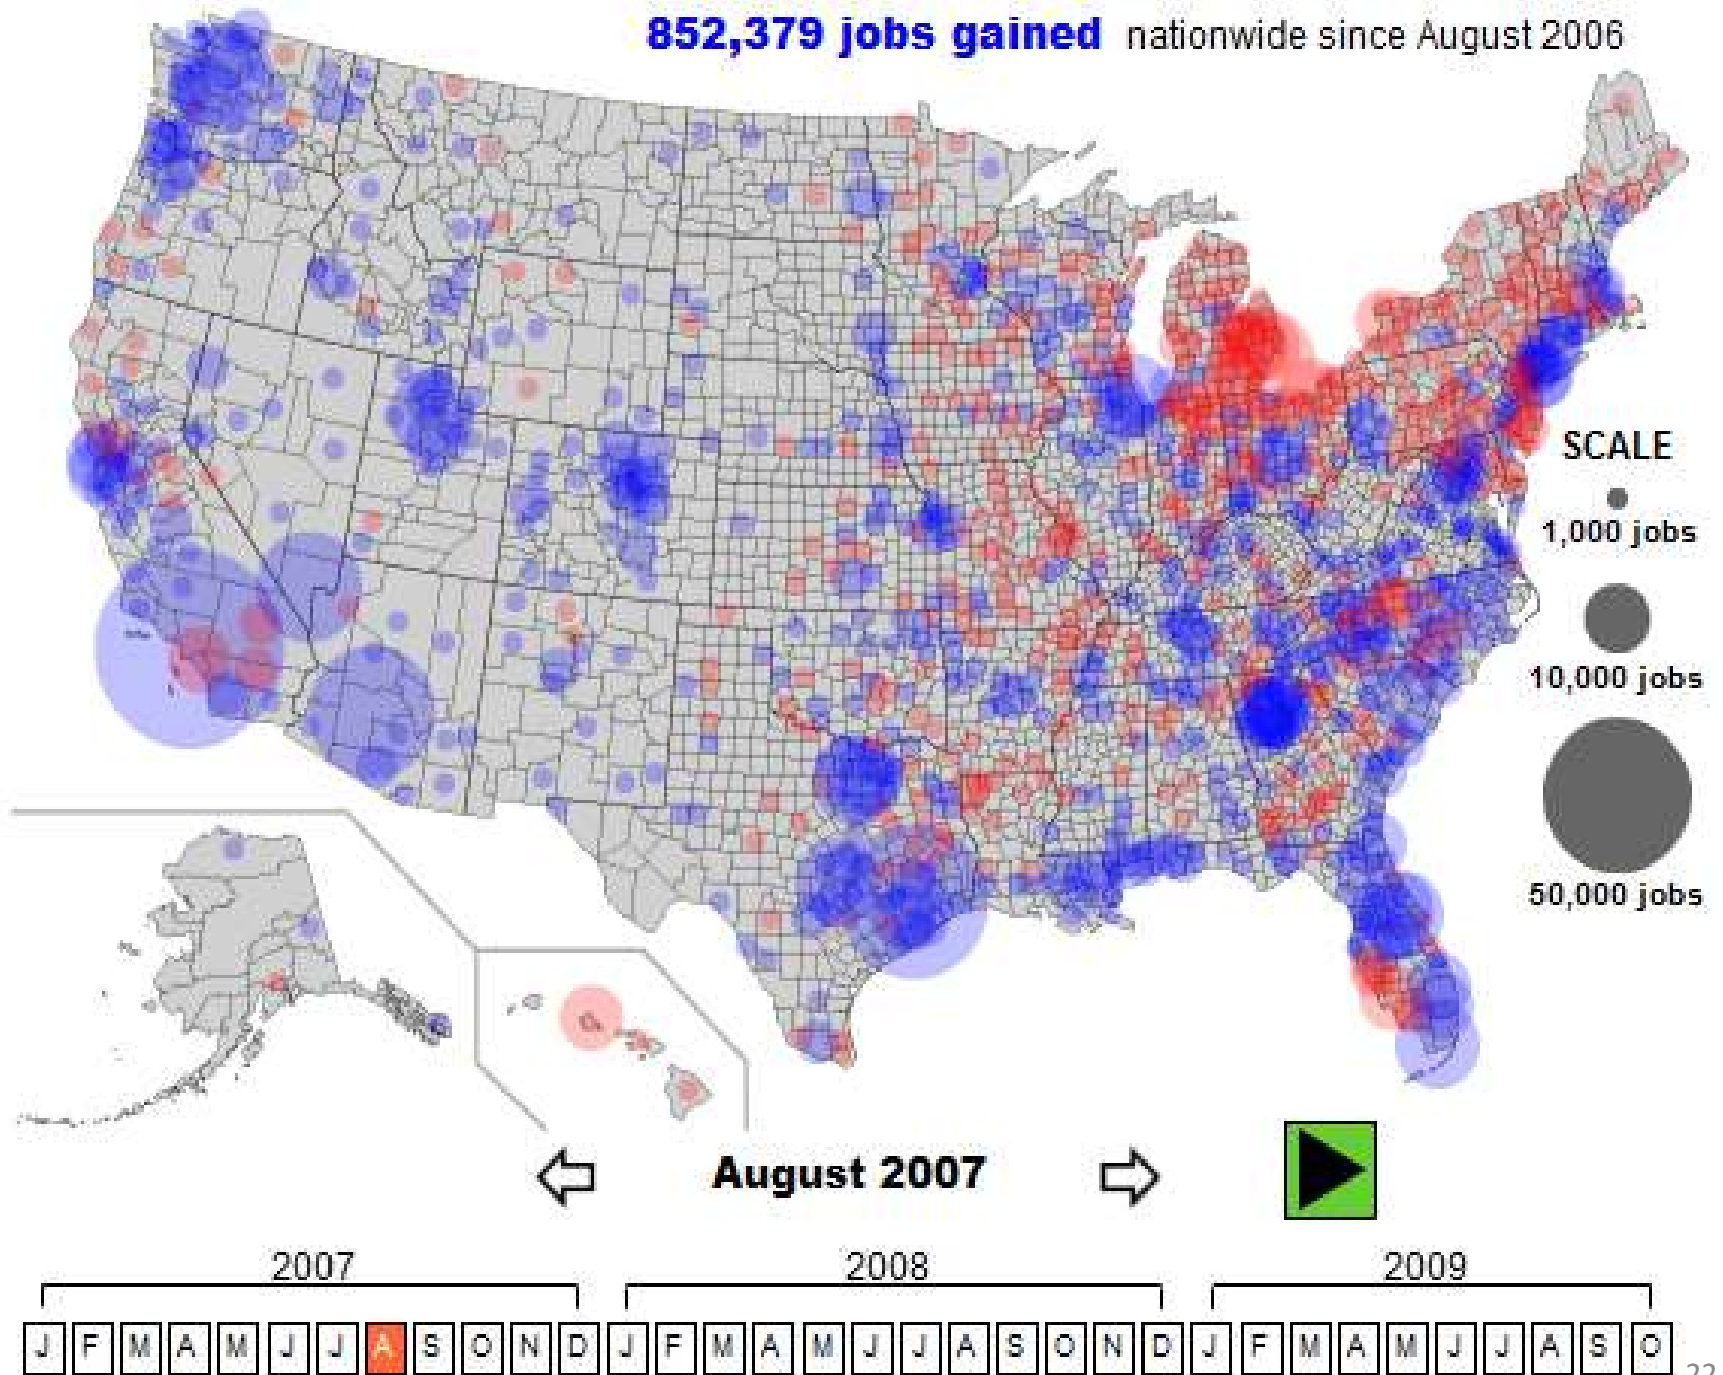 852,379 jobs gained nationwide since August 2006
SCALE
1,000 jobs
10,000 jobs
50,000 jobs
August 2007
2007 2008 2009
J F M A M J J A S O N D J F M A M J J A S O N D J F M A M J J A S O
22